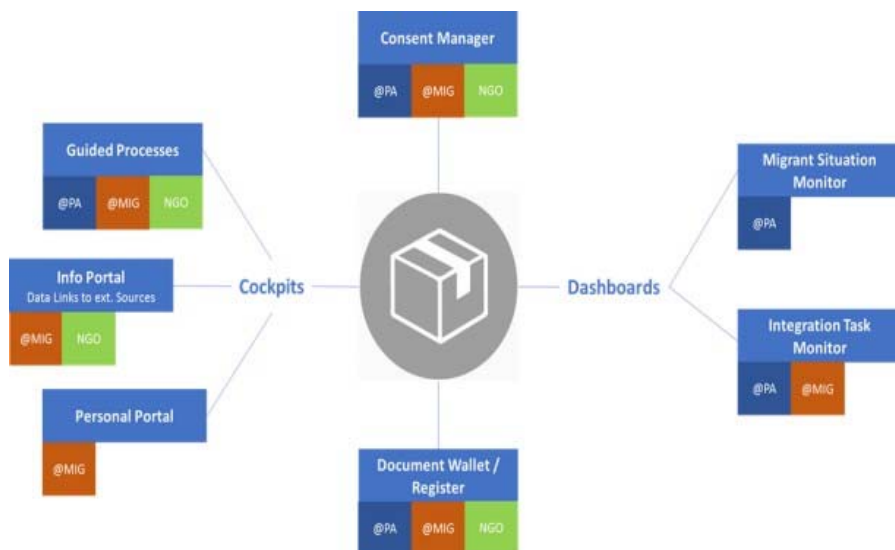 Consent Manager
@PA @MIG NGO
Guided Processes
@PA @MIG NGO
Info Portal
Data Links to ext. Sources
@MIG NGO
Personal Portal
@MIG
Cockpits
Dashboards
Migrant Situation
Monitor
@PA
Integration Task
Monitor
@PA @MIG
Document Wallet /
Register
@PA @MIG NGO